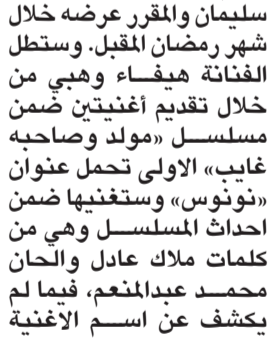 سليمان والمقرر عرضه خلال
شهر رمضان المقبل. وستطل
الفنانة هيفاء وهبي من
خلال تقديم أغنيتين ضمن
مسلسل «مولد وصاحبه
غايب» الاولى تحمل عنوان
«نونوس» وستغنيها ضمن
احداث المسلسل وهي من
كلمات ملاك عادل والحان
محمد عبدالمنعم، فيما لم
يكشف عن اسم الاغنية